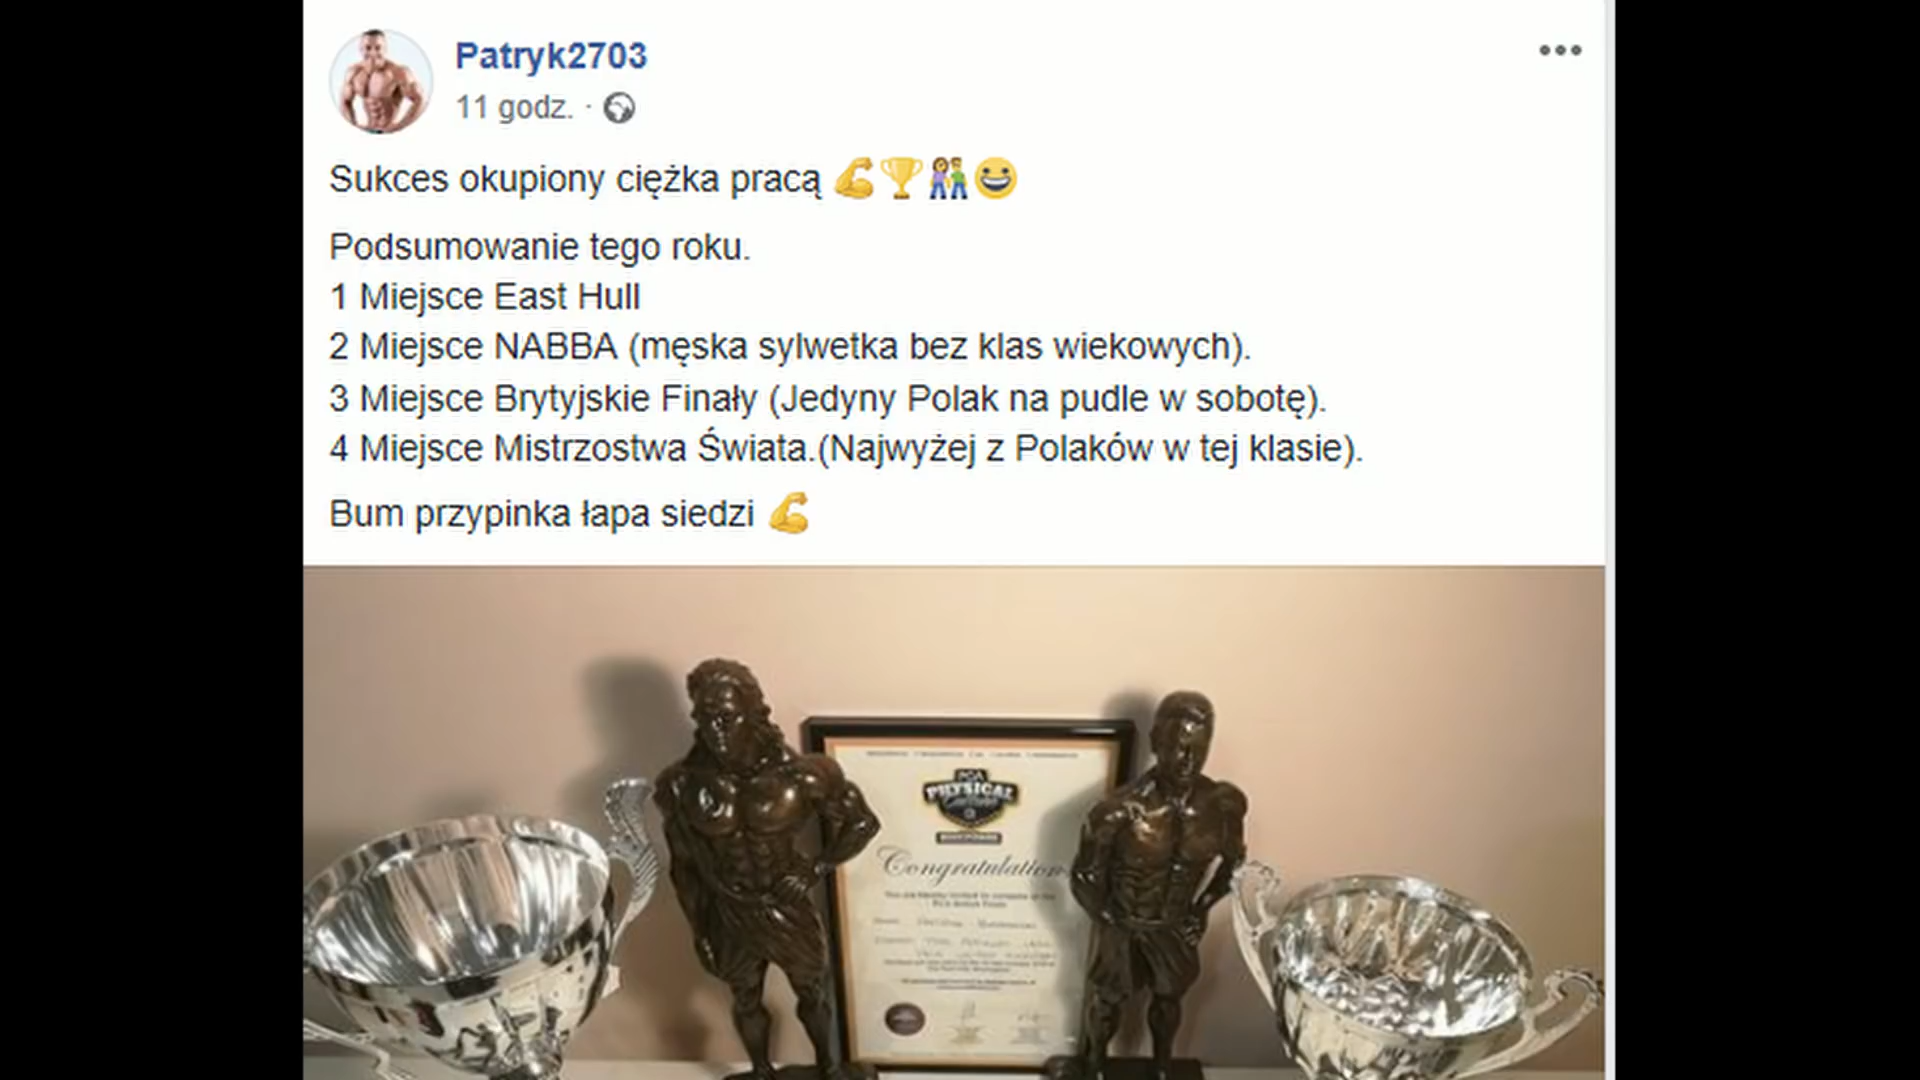 Patryk2703
11 godz. ·
Sukces okupiony ciężka pracą 💪🏆👫😀
Podsumowanie tego roku.
1 Miejsce East Hull
2 Miejsce NABBA (męska sylwetka bez klas wiekowych).
3 Miejsce Brytyjskie Finały (Jedyny Polak na pudle w sobotę).
4 Miejsce Mistrzostwa Świata.(Najwyżej z Polaków w tej klasie).
Bum przypinka łapa siedzi 💪
PCA
PHYSICAL
Culture
Congratulation